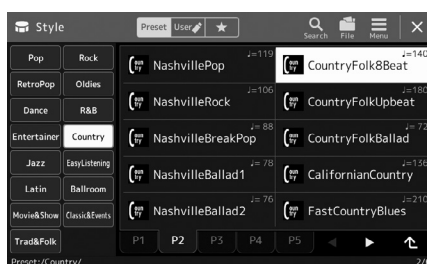 Style
Preset User ★
Search File Menu
Pop Rock
RetroPop Oldies
Dance R&B
Entertainer Country
Jazz EasyListening
Latin Ballroom
Movie&Show Classic&Events
Trad&Folk
♩=119 NashvillePop
♩=140 CountryFolk8Beat
♩=106 NashvilleRock
♩=180 CountryFolkUpbeat
♩= 88 NashvilleBreakPop
♩= 72 CountryFolkBallad
♩= 78 NashvilleBallad1
♩=136 CalifornianCountry
♩= 76 NashvilleBallad2
♩=210 FastCountryBlues
P1 P2 P3 P4 P5
Preset:/Country/